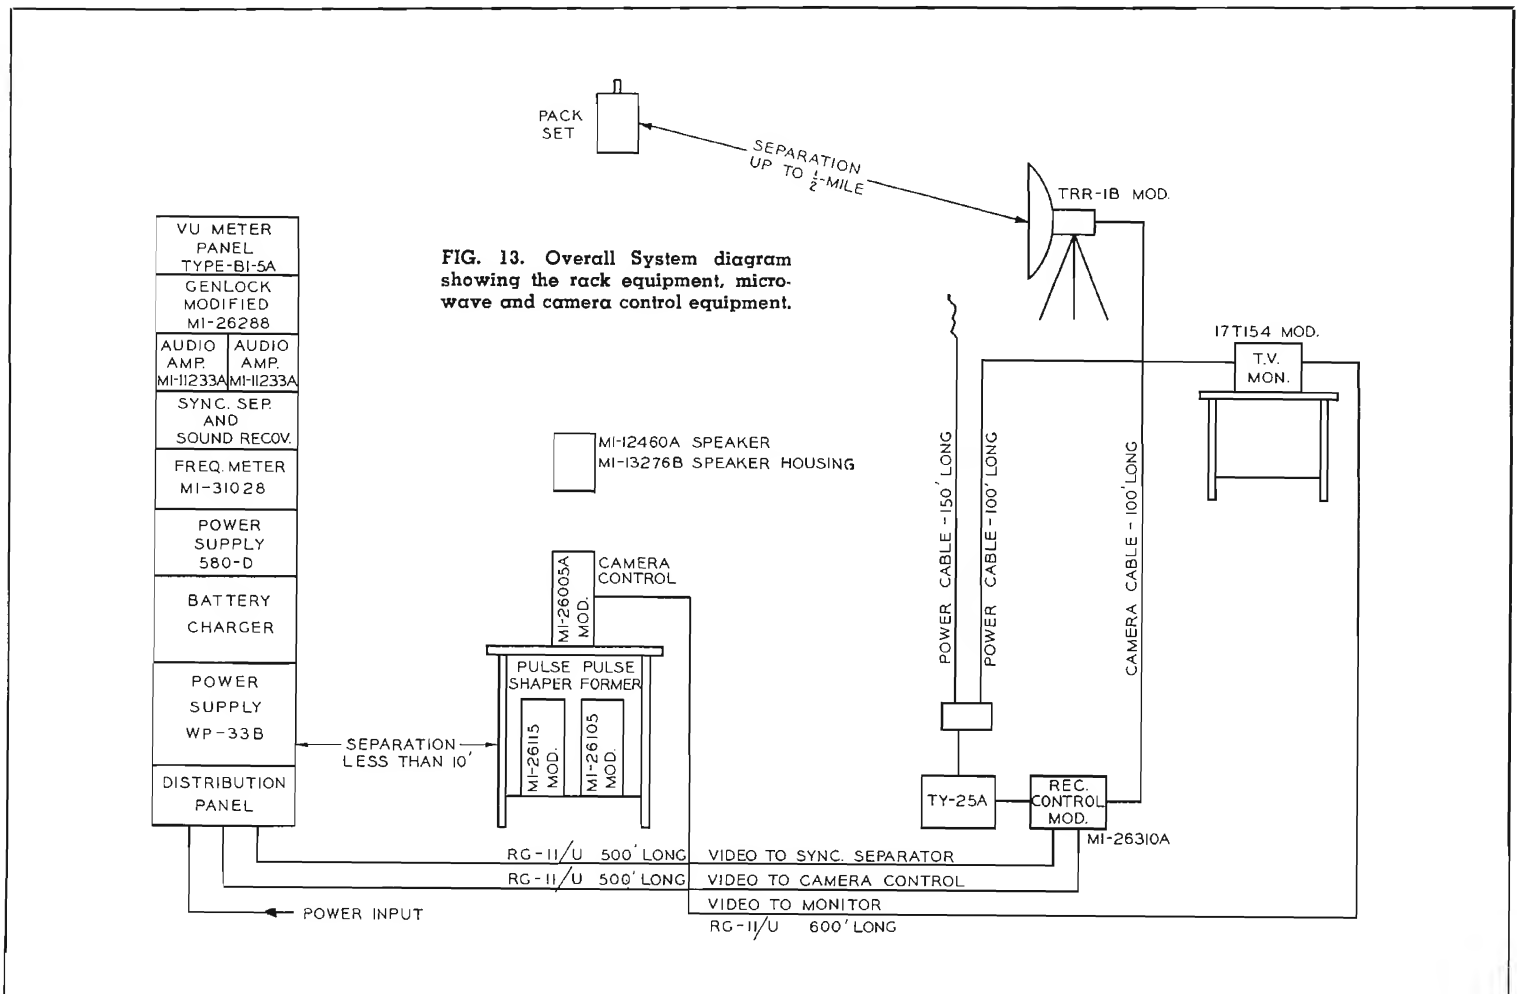 PACK
SET
SEPARATION
UP TO 1/2-MILE
TRR-1B MOD.
FIG. 13. Overall System diagram
showing the rack equipment, micro-
wave and camera control equipment.
VU METER
PANEL
TYPE-BI-5A
GENLOCK
MODIFIED
MI-26288
AUDIO
AMP.
MI-11233A
AUDIO
AMP.
MI-11233A
SYNC. SEP.
AND
SOUND RECOV.
FREQ. METER
MI-31028
POWER
SUPPLY
580-D
BATTERY
CHARGER
POWER
SUPPLY
WP-33B
DISTRIBUTION
PANEL
SEPARATION
LESS THAN 10'
MI-12460A SPEAKER
MI-13276B SPEAKER HOUSING
CAMERA
CONTROL
MI-26005A
MOD.
PULSE
SHAPER
PULSE
FORMER
MI-26115
MOD.
MI-26105
MOD.
17T154 MOD.
T.V.
MON.
POWER CABLE-150' LONG
POWER CABLE-100' LONG
CAMERA CABLE-100' LONG
TY-25A
REC.
CONTROL
MOD.
MI-26310A
RG-11/U 500' LONG VIDEO TO SYNC. SEPARATOR
RG-11/U 500' LONG VIDEO TO CAMERA CONTROL
VIDEO TO MONITOR
RG-11/U 600' LONG
POWER INPUT